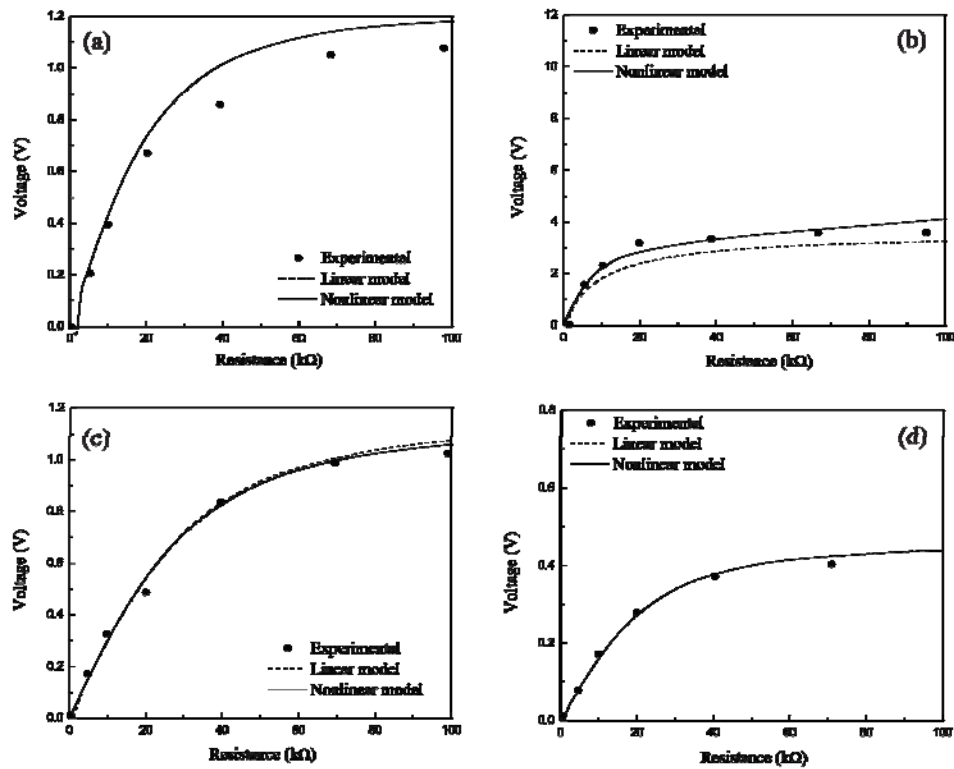 (a)
1.2
1.0
0.8
0.6
0.4
0.2
0.0
Voltage (V)
Experimental
Linear model
Nonlinear model
0
20
40
60
80
100
Resistance (kΩ)
(b)
12
10
8
6
4
2
0
Voltage (V)
Experimental
Linear model
Nonlinear model
0
20
40
60
80
100
Resistance (kΩ)
(c)
1.2
1.0
0.8
0.6
0.4
0.2
0.0
Voltage (V)
Experimental
Linear model
Nonlinear model
0
20
40
60
80
100
Resistance (kΩ)
(d)
0.8
0.6
0.4
0.2
0.0
Voltage (V)
Experimental
Linear model
Nonlinear model
0
20
40
60
80
100
Resistance (kΩ)